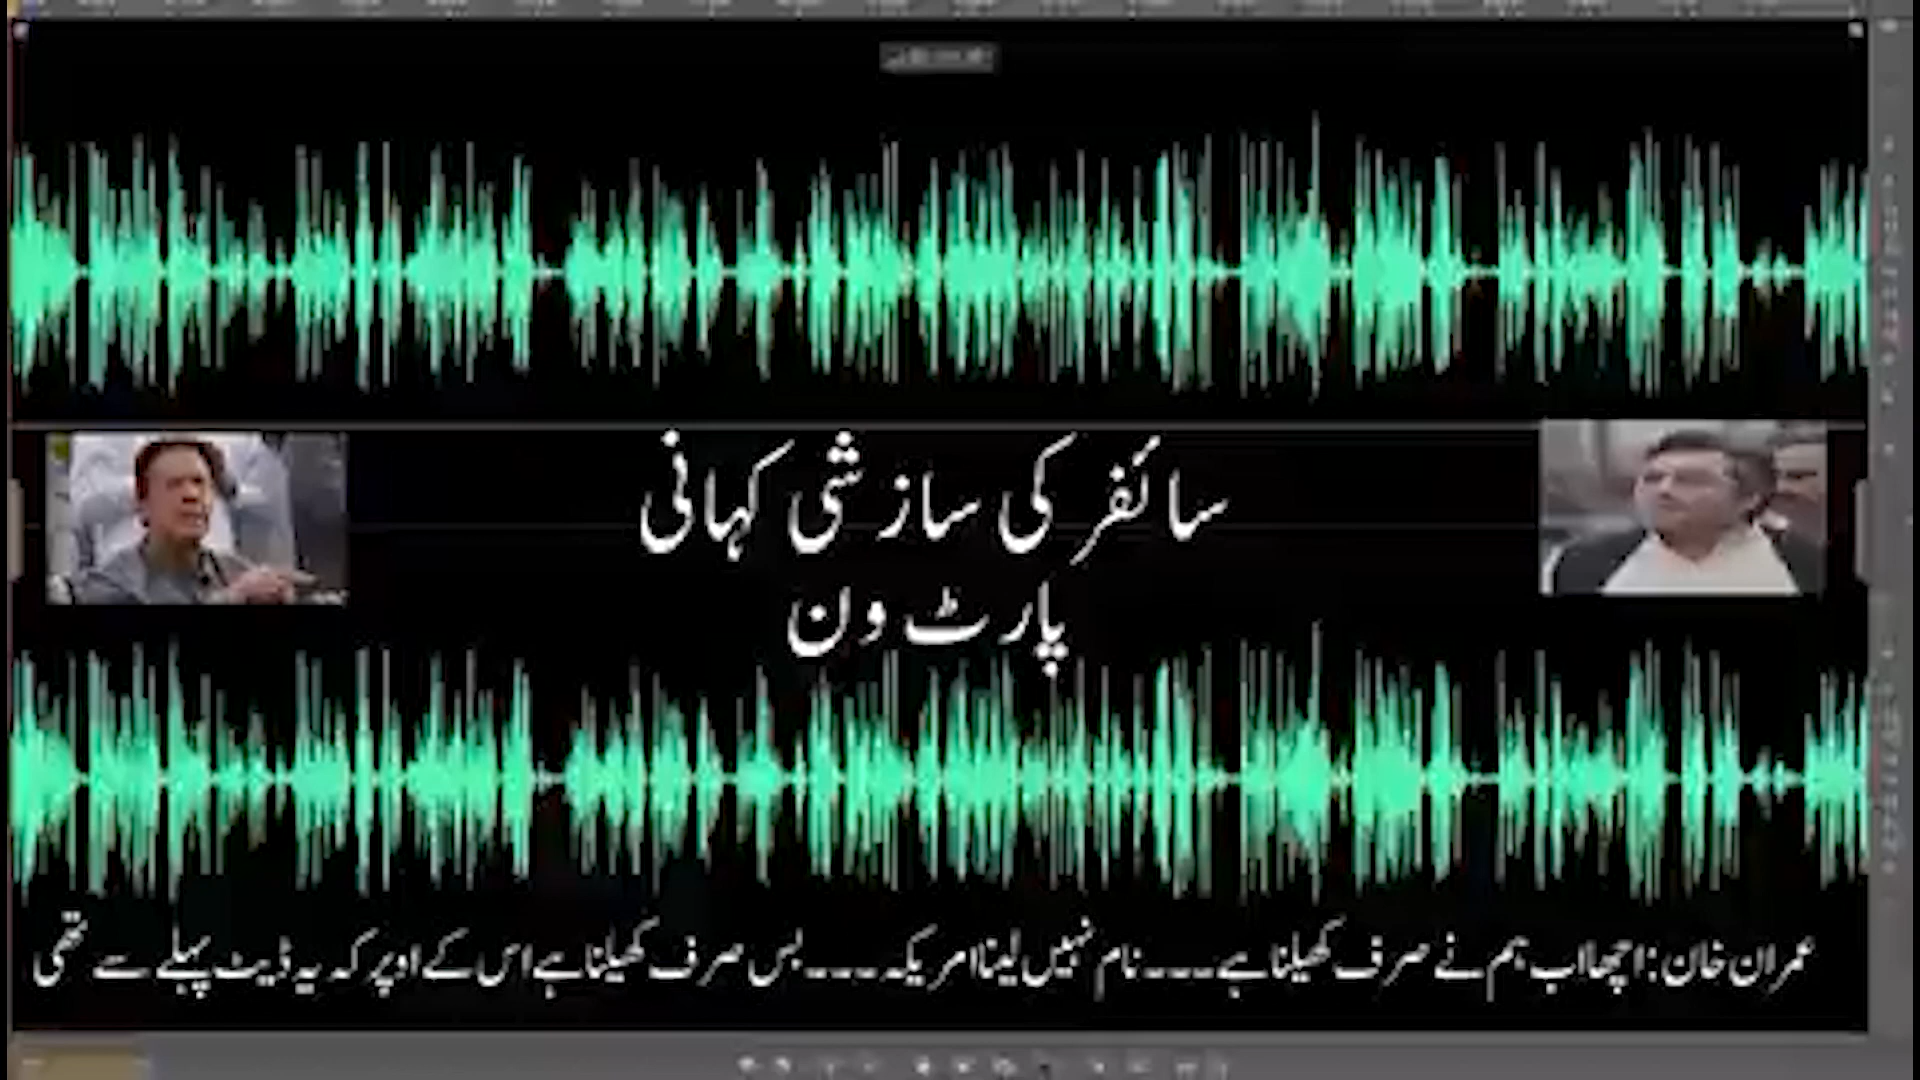 سائفر کی سازشی کہانی
پارٹ ون
عمران خان: اچھا اب ہم نے صرف کھیلنا ہے۔۔۔۔ نام نہیں لینا امریکہ۔۔۔۔ بس صرف کھیلنا ہے اس کے اوپر کہ یہ ڈیٹ پہلے سے تھی